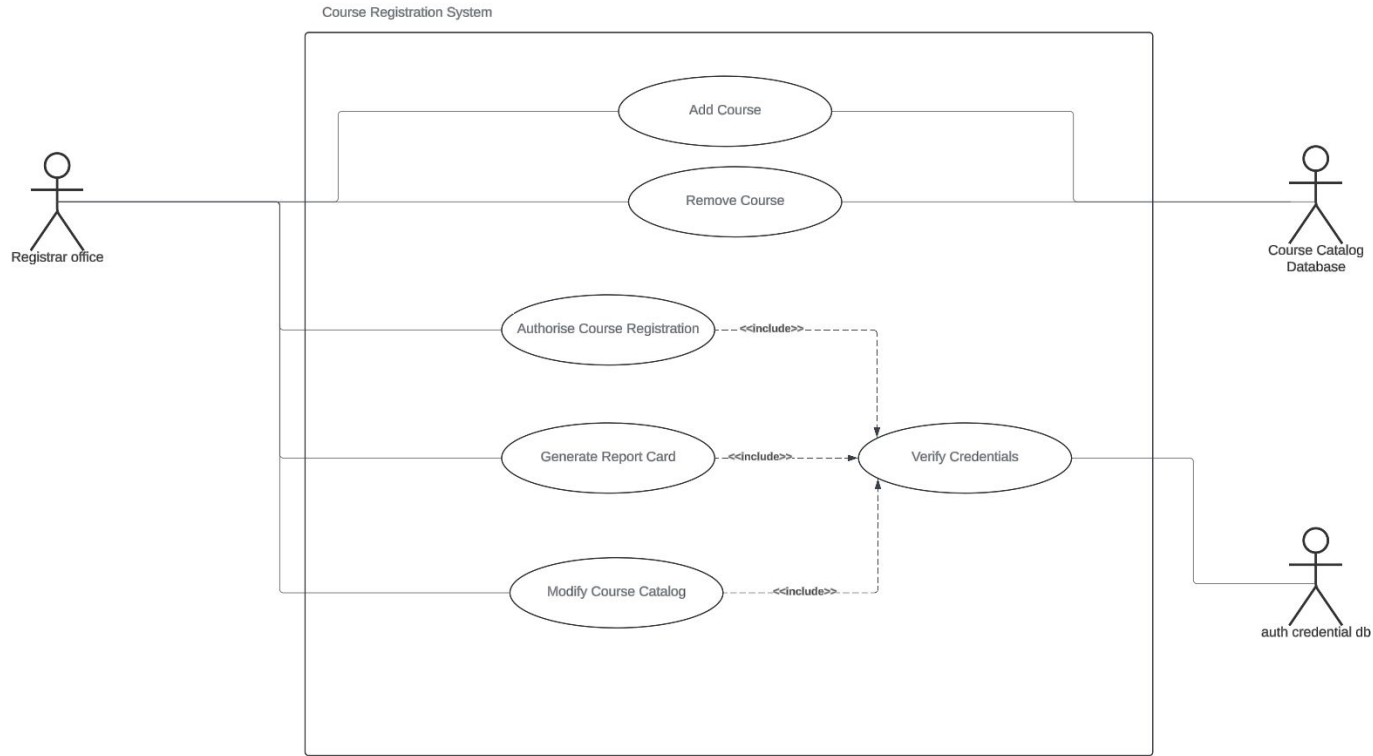 Course Registration System
Add Course
Remove Course
Registrar office
Course Catalog
Database
Authorise Course Registration
<<include>>
Generate Report Card
<<include>>
Verify Credentials
Modify Course Catalog
<<include>>
auth credential db